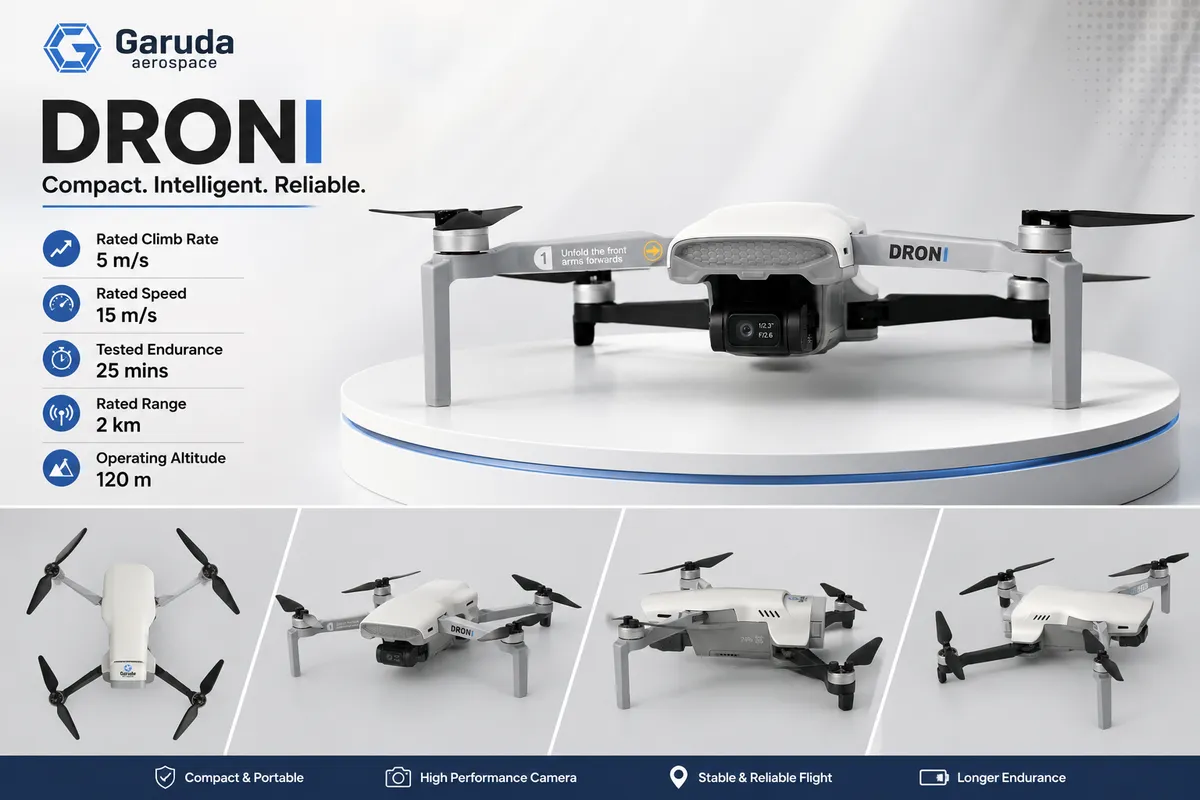 Garuda
aerospace
DRONI
Compact. Intelligent. Reliable.
Rated Climb Rate
5 m/s
Rated Speed
15 m/s
Tested Endurance
25 mins
Rated Range
2 km
Operating Altitude
120 m
1
Unfold the front
arms forwards
DRONI
1/2.3"
F/2.6
Garuda
DRONI
Compact & Portable
High Performance Camera
Stable & Reliable Flight
Longer Endurance